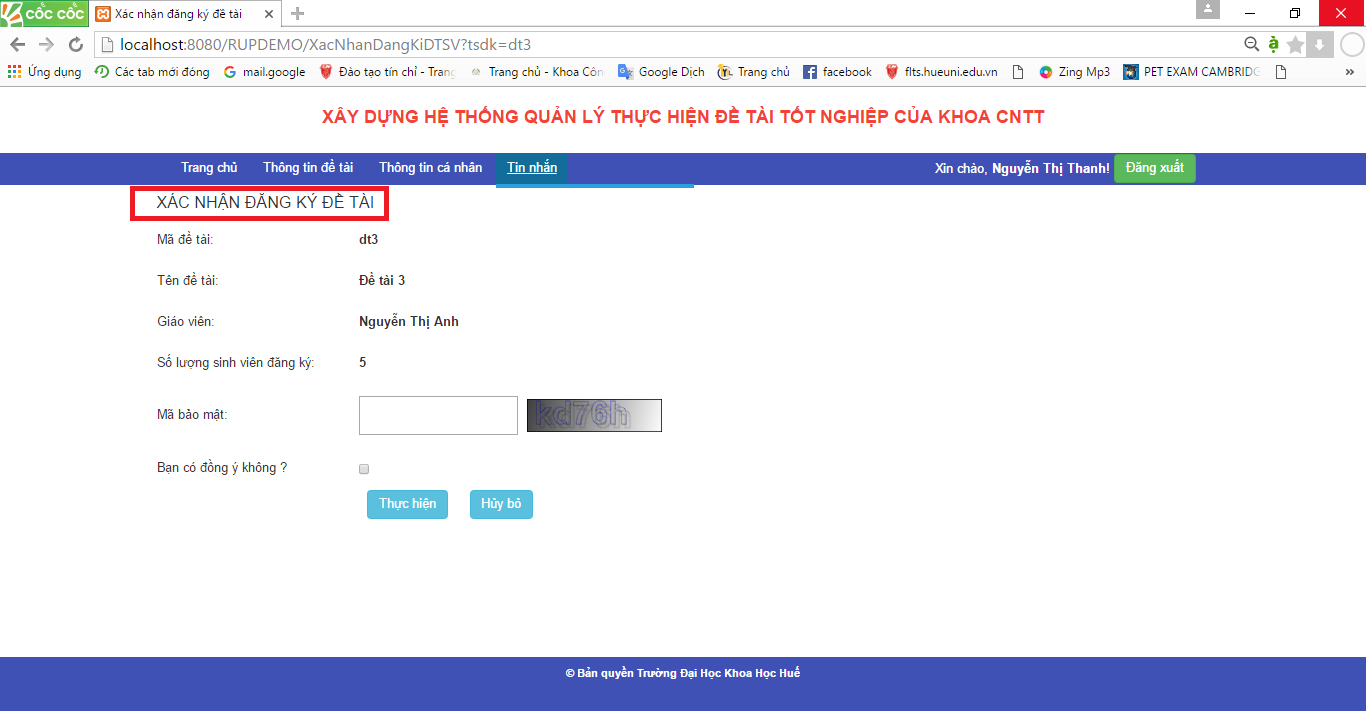 cốc cốc Xác nhận đăng ký đề tài
localhost:8080/RUPDEMO/XacNhanDangKiDTSV?tsdk=dt3
Ứng dụng Các tab mới đóng mail.google Đào tạo tín chỉ - Trang Trang chủ - Khoa Côn Google Dịch Trang chủ facebook flts.hueuni.edu.vn Zing Mp3 PET EXAM CAMBRIDG »
XÂY DỰNG HỆ THỐNG QUẢN LÝ THỰC HIỆN ĐỀ TÀI TỐT NGHIỆP CỦA KHOA CNTT
Trang chủ Thông tin đề tài Thông tin cá nhân Tin nhắn Xin chào, Nguyễn Thị Thanh! Đăng xuất
XÁC NHẬN ĐĂNG KÝ ĐỀ TÀI
Mã đề tài: dt3
Tên đề tài: Đề tài 3
Giáo viên: Nguyễn Thị Anh
Số lượng sinh viên đăng ký: 5
Mã bảo mật: kd76h
Bạn có đồng ý không ?
Thực hiện Hủy bỏ
© Bản quyền Trường Đại Học Khoa Học Huế